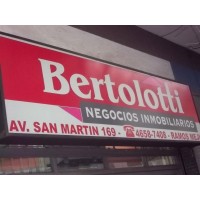 Bertolotti
NEGOCIOS INMOBILIARIOS
AV. SAN MARTIN 169 - ☎ 4658-7408 - RAMOS MEJ